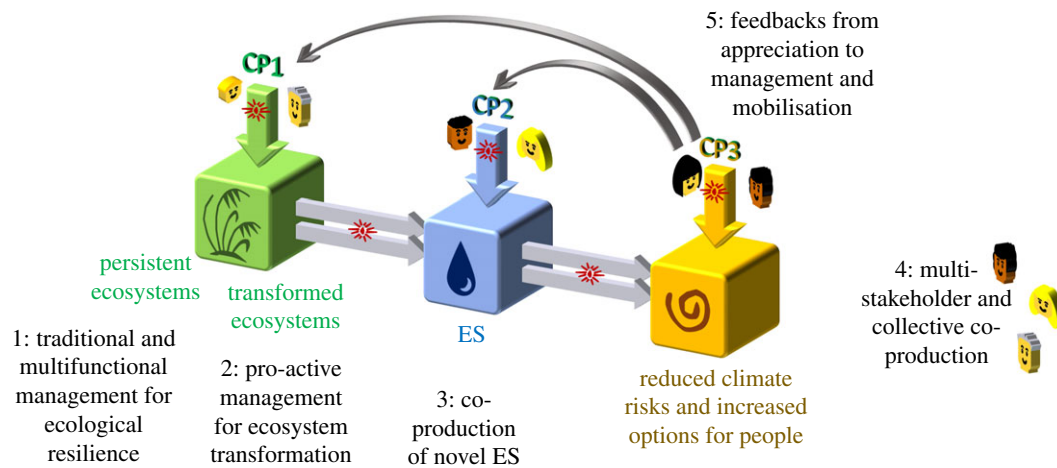 5: feedbacks from
appreciation to
management and
mobilisation
CP1
CP2
CP3
persistent
ecosystems
transformed
ecosystems
ES
4: multi-
stakeholder and
collective co-
production
1: traditional and
multifunctional
management for
ecological
resilience
2: pro-active
management
for ecosystem
transformation
3: co-
production
of novel ES
reduced climate
risks and increased
options for people